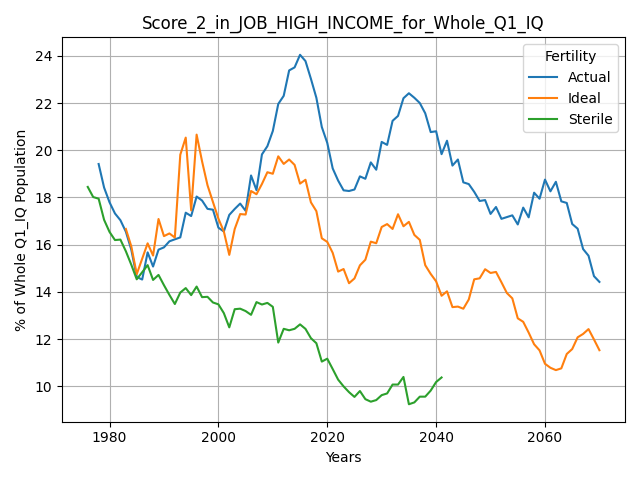 Score_2_in_JOB_HIGH_INCOME_for_Whole_Q1_IQ
Fertility
Actual
Ideal
Sterile
% of Whole Q1_IQ Population
24
22
20
18
16
14
12
10
1980
2000
2020
2040
2060
Years